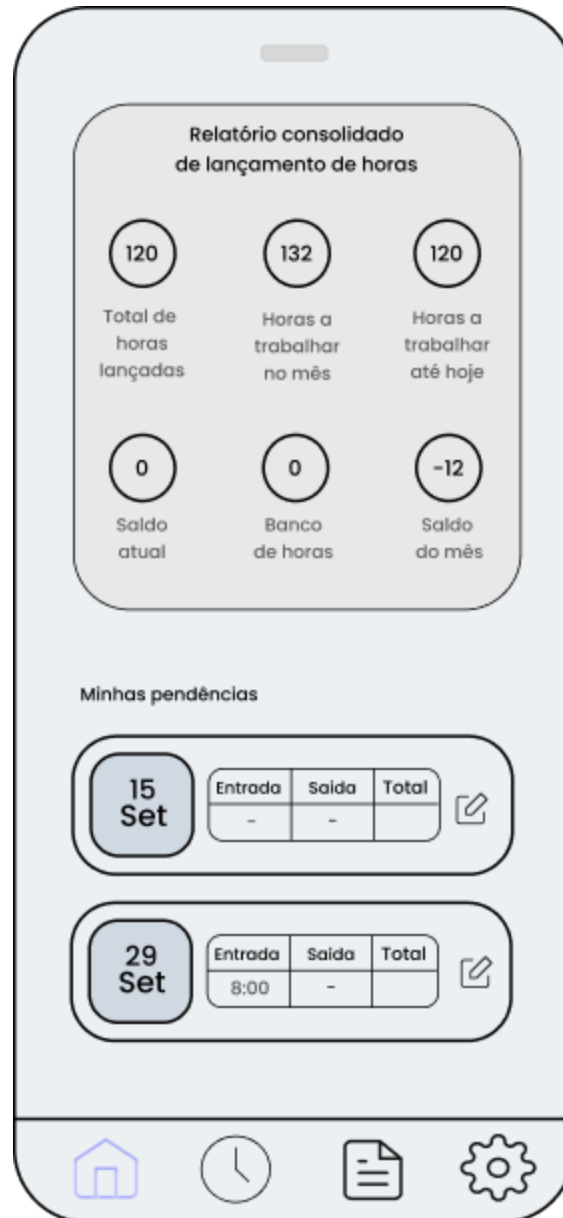 Relatório consolidado
de lançamento de horas
120
132
120
Total de
horas
lançadas
Horas a
trabalhar
no mês
Horas a
trabalhar
até hoje
0
0
-12
Saldo
atual
Banco
de horas
Saldo
do mês
Minhas pendências
15
Set
Entrada Saida Total
- -
29
Set
Entrada Saida Total
8:00 -